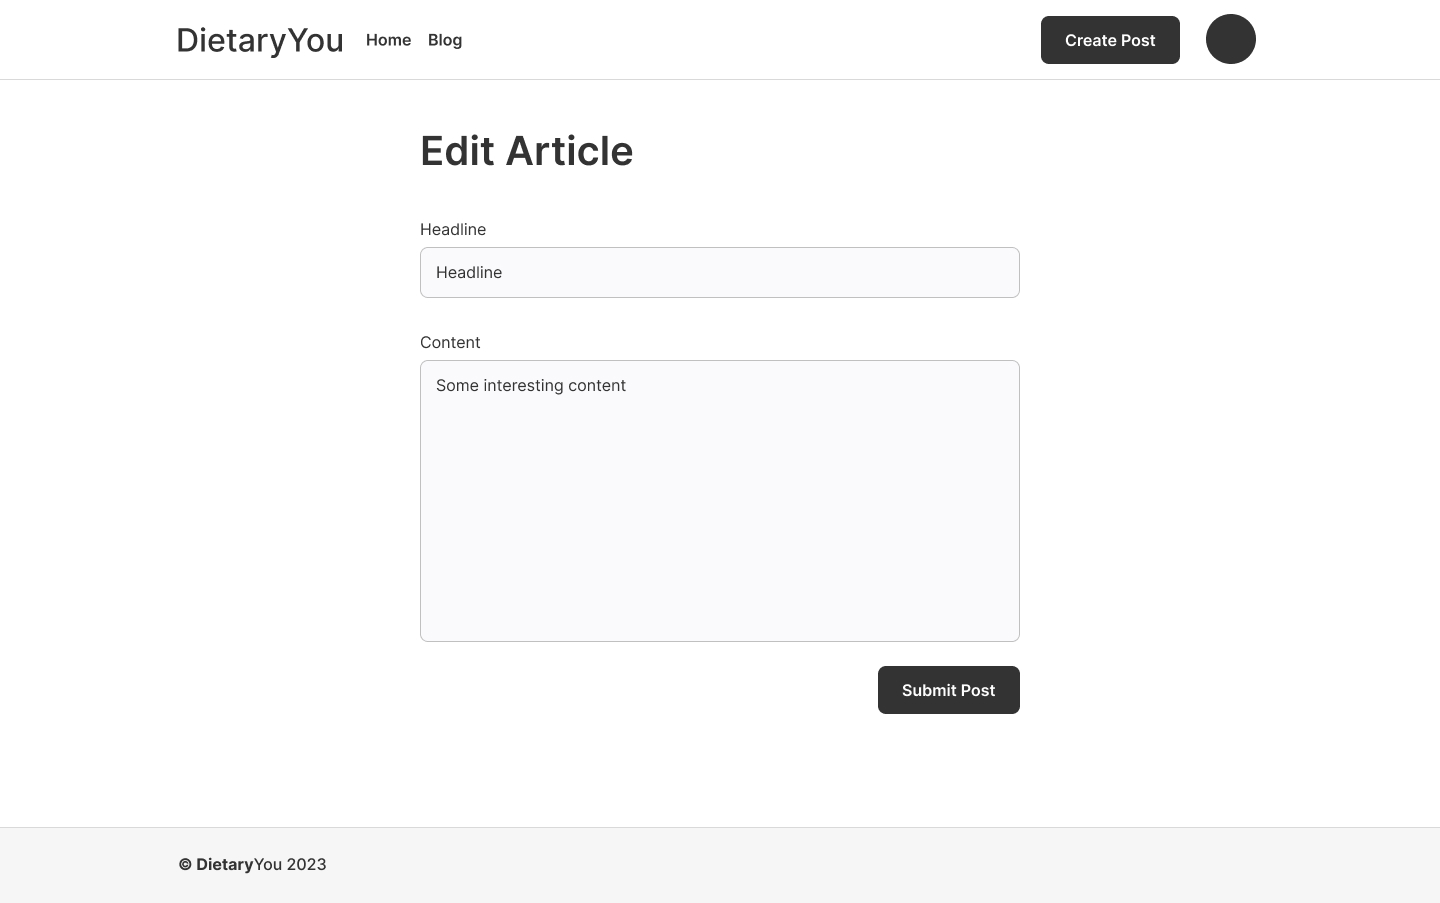 DietaryYou Home Blog Create Post
Edit Article
Headline
Headline
Content
Some interesting content
Submit Post
© DietaryYou 2023